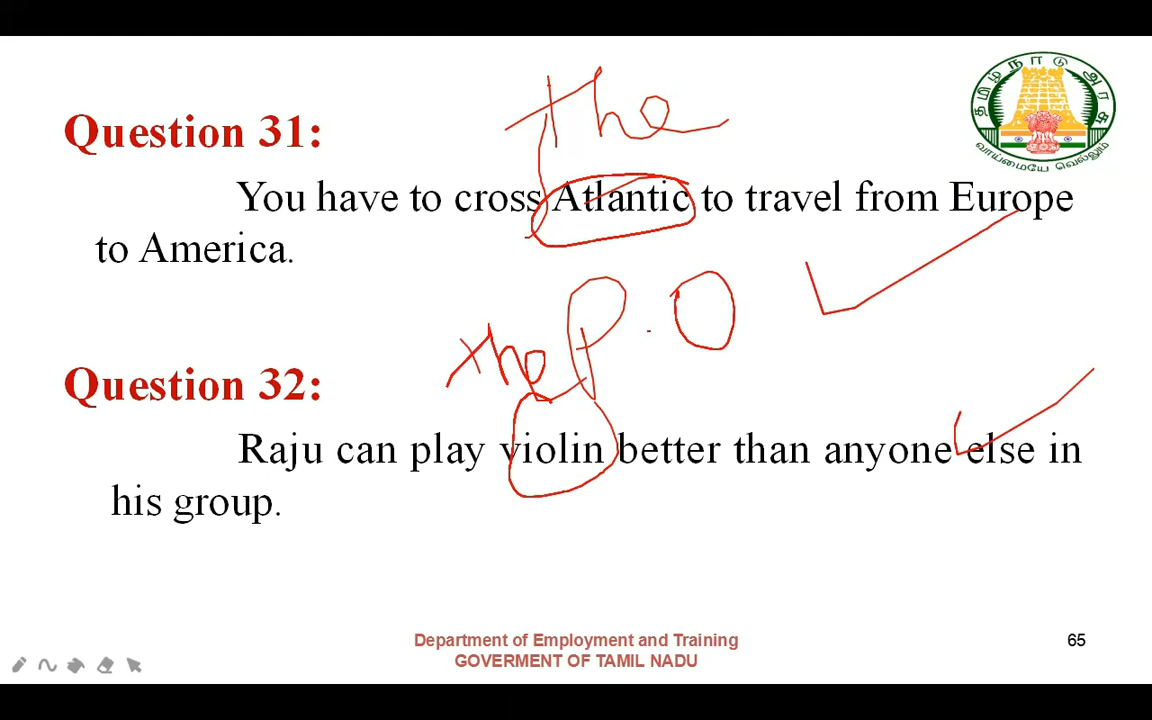 the
Question 31:
You have to cross Atlantic to travel from Europe
to America.
the P.O
Question 32:
Raju can play violin better than anyone else in
his group.
Department of Employment and Training
GOVERMENT OF TAMIL NADU
65
தமிழ்நாடு அரசு
வாய்மையே வெல்லும்